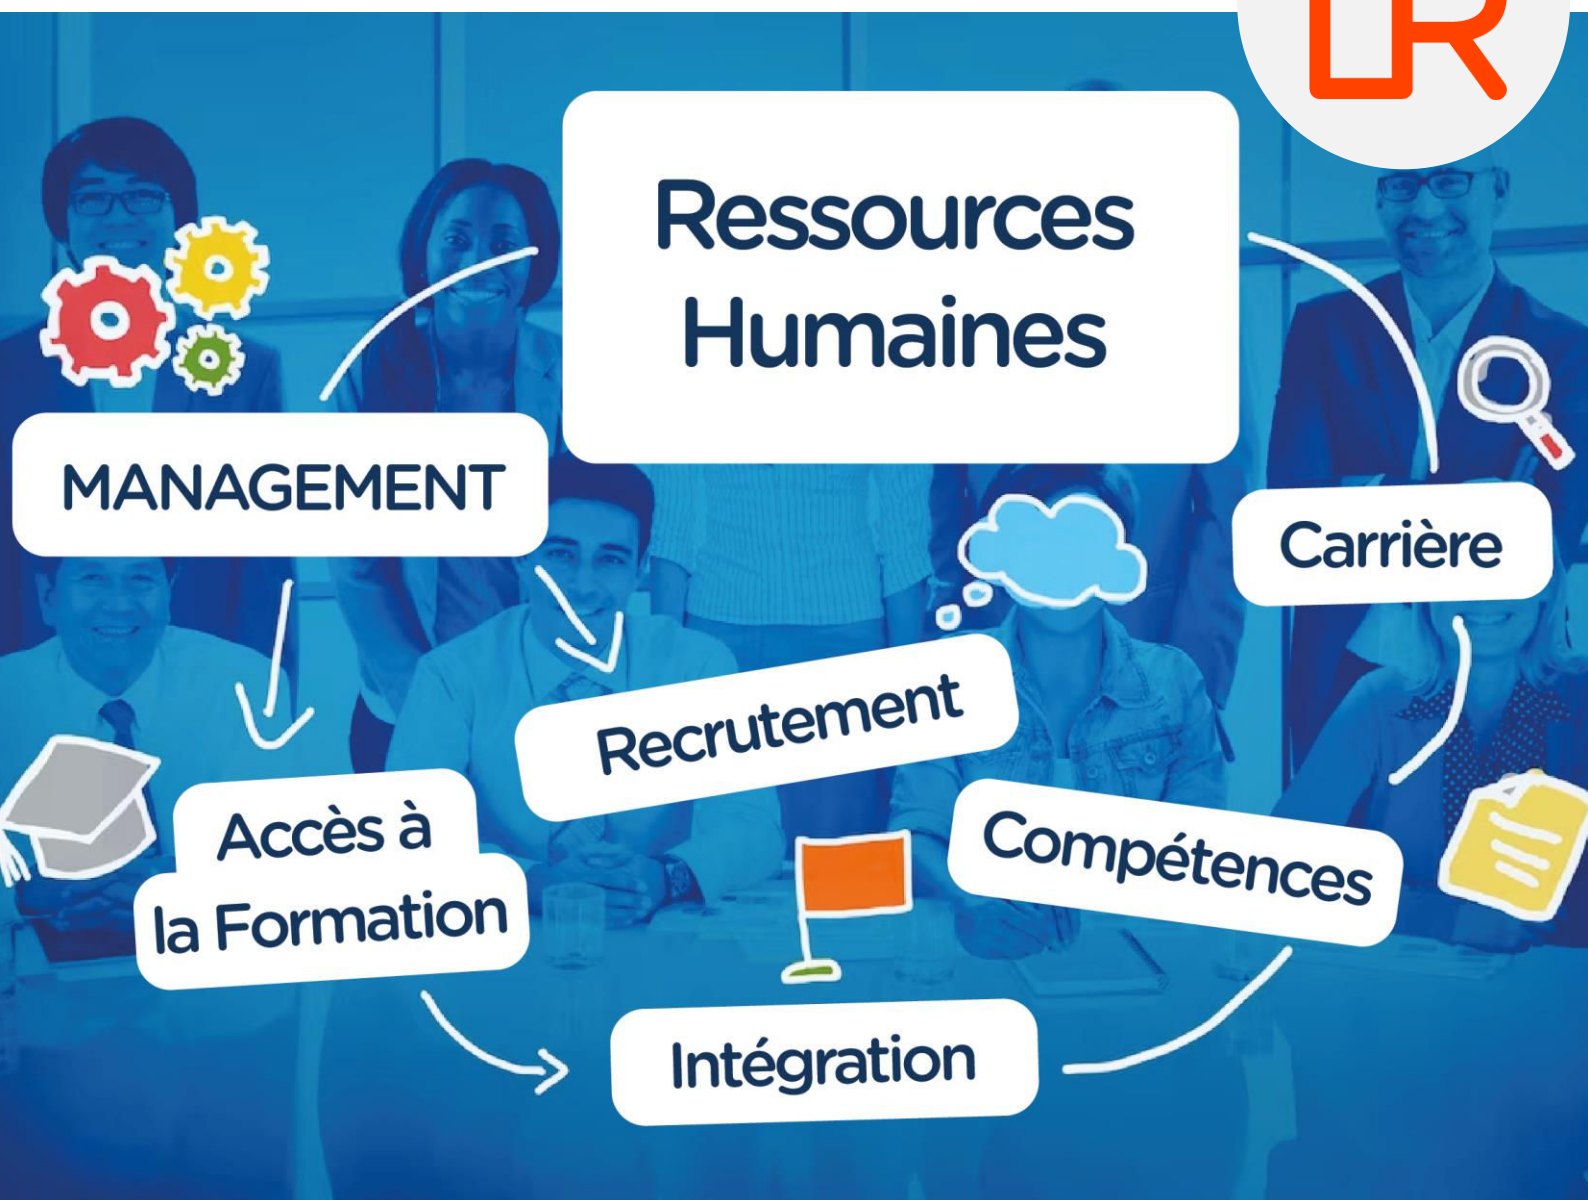 Ressources
Humaines
MANAGEMENT
Carrière
Recrutement
Accès à
la Formation
Compétences
Intégration